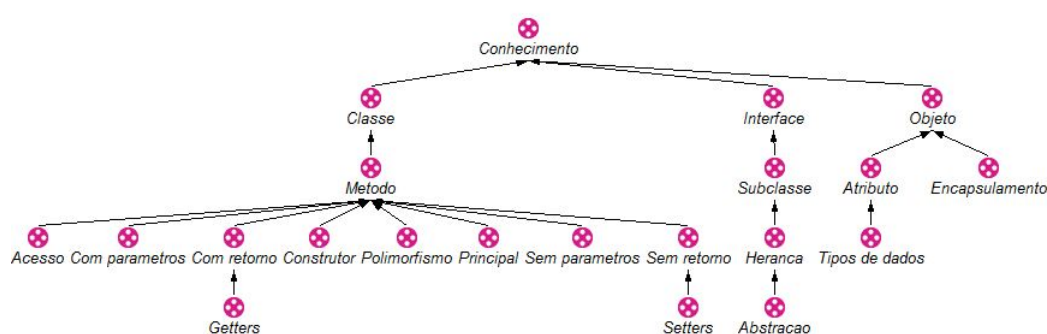 Conhecimento
Classe Interface Objeto
Metodo Subclasse Atributo Encapsulamento
Acesso Com parametros Com retorno Construtor Polimorfismo Principal Sem parametros Sem retorno Heranca Tipos de dados
Getters Setters Abstracao